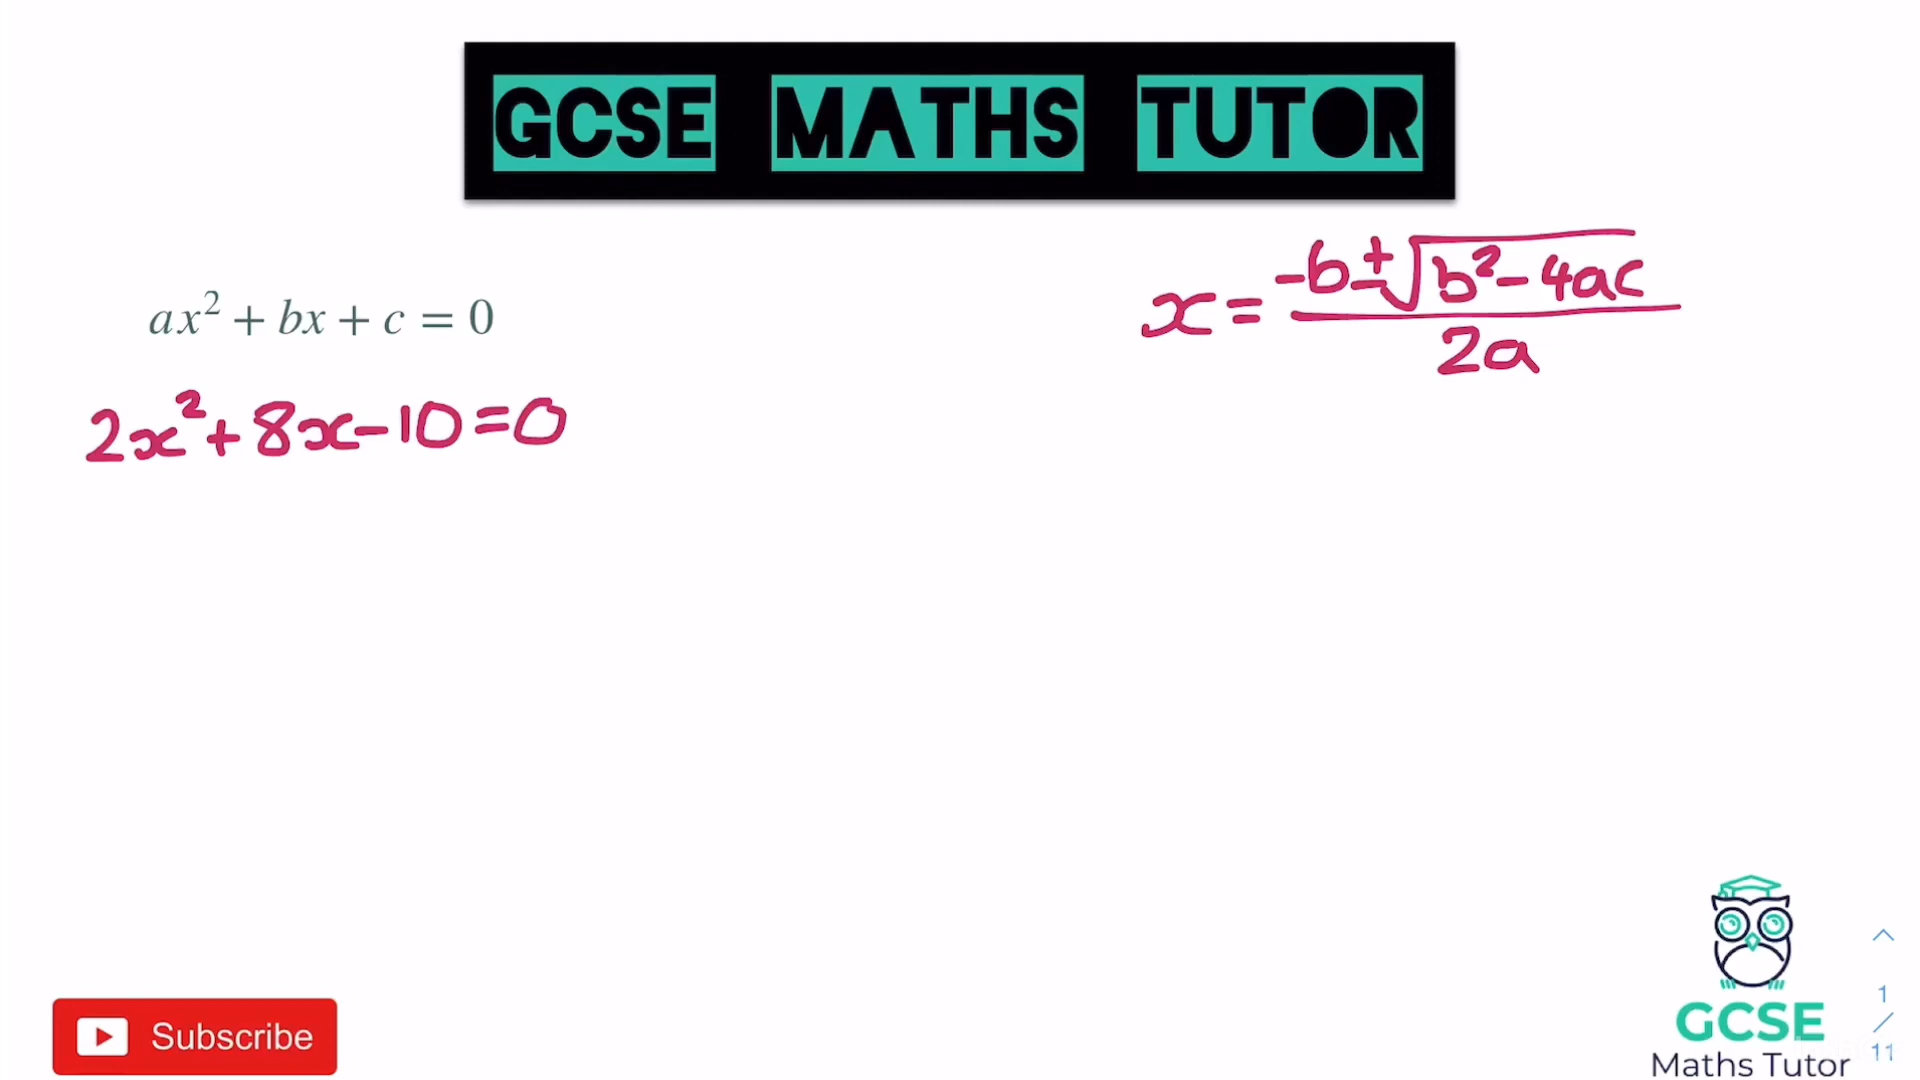 GCSE MATHS TUTOR
ax² + bx + c = 0
x = -b ± √b² - 4ac / 2a
2x² + 8x - 10 = 0
Subscribe
GCSE
Maths Tutor
1
/
11